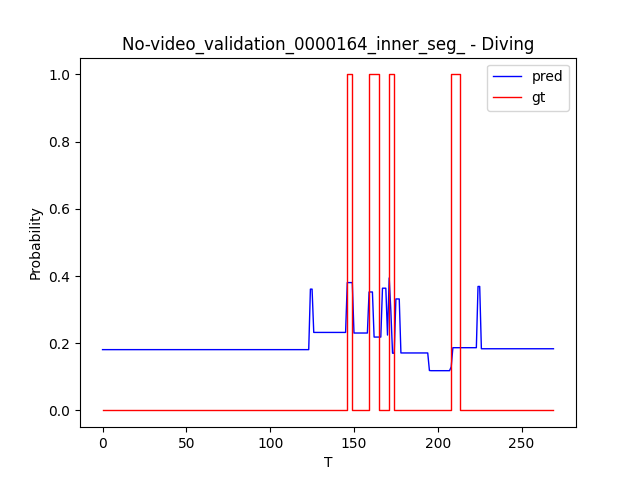 No-video_validation_0000164_inner_seg_ - Diving
pred
gt
Probability
1.0
0.8
0.6
0.4
0.2
0.0
0 50 100 150 200 250
T